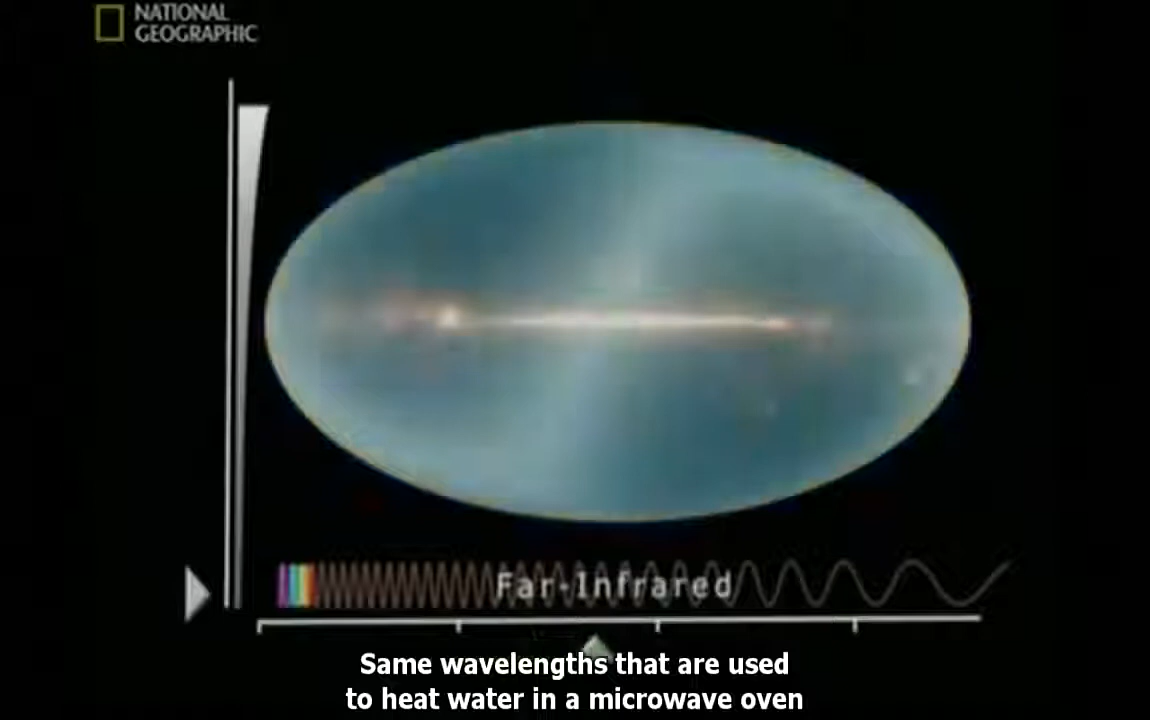 NATIONAL
GEOGRAPHIC
Far-Infrared
Same wavelengths that are used
to heat water in a microwave oven